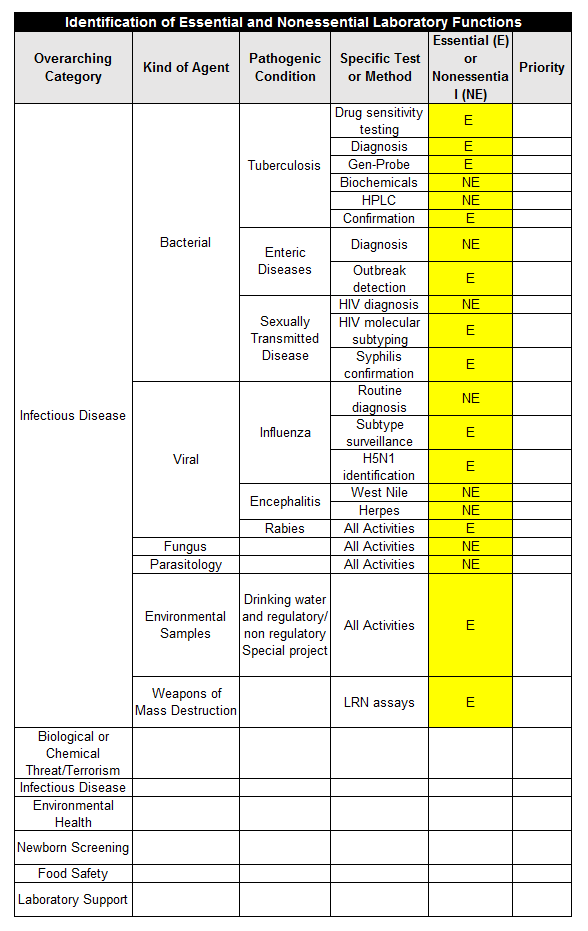 Identification of Essential and Nonessential Laboratory Functions
Overarching
Category
Kind of Agent
Pathogenic
Condition
Specific Test
or Method
Essential (E)
or
Nonessentia
l (NE)
Priority
Infectious Disease
Bacterial
Tuberculosis
Drug sensitivity
testing
E
Diagnosis
E
Gen-Probe
E
Biochemicals
NE
HPLC
NE
Confirmation
E
Enteric
Diseases
Diagnosis
NE
Outbreak
detection
E
Sexually
Transmitted
Disease
HIV diagnosis
NE
HIV molecular
subtyping
E
Syphilis
confirmation
E
Viral
Influenza
Routine
diagnosis
NE
Subtype
surveillance
E
H5N1
identification
E
Encephalitis
West Nile
NE
Herpes
NE
Rabies
All Activities
E
Fungus
All Activities
NE
Parasitology
All Activities
NE
Environmental
Samples
Drinking water
and regulatory/
non regulatory
Special project
All Activities
E
Weapons of
Mass Destruction
LRN assays
E
Biological or
Chemical
Threat/Terrorism
Infectious Disease
Environmental
Health
Newborn Screening
Food Safety
Laboratory Support